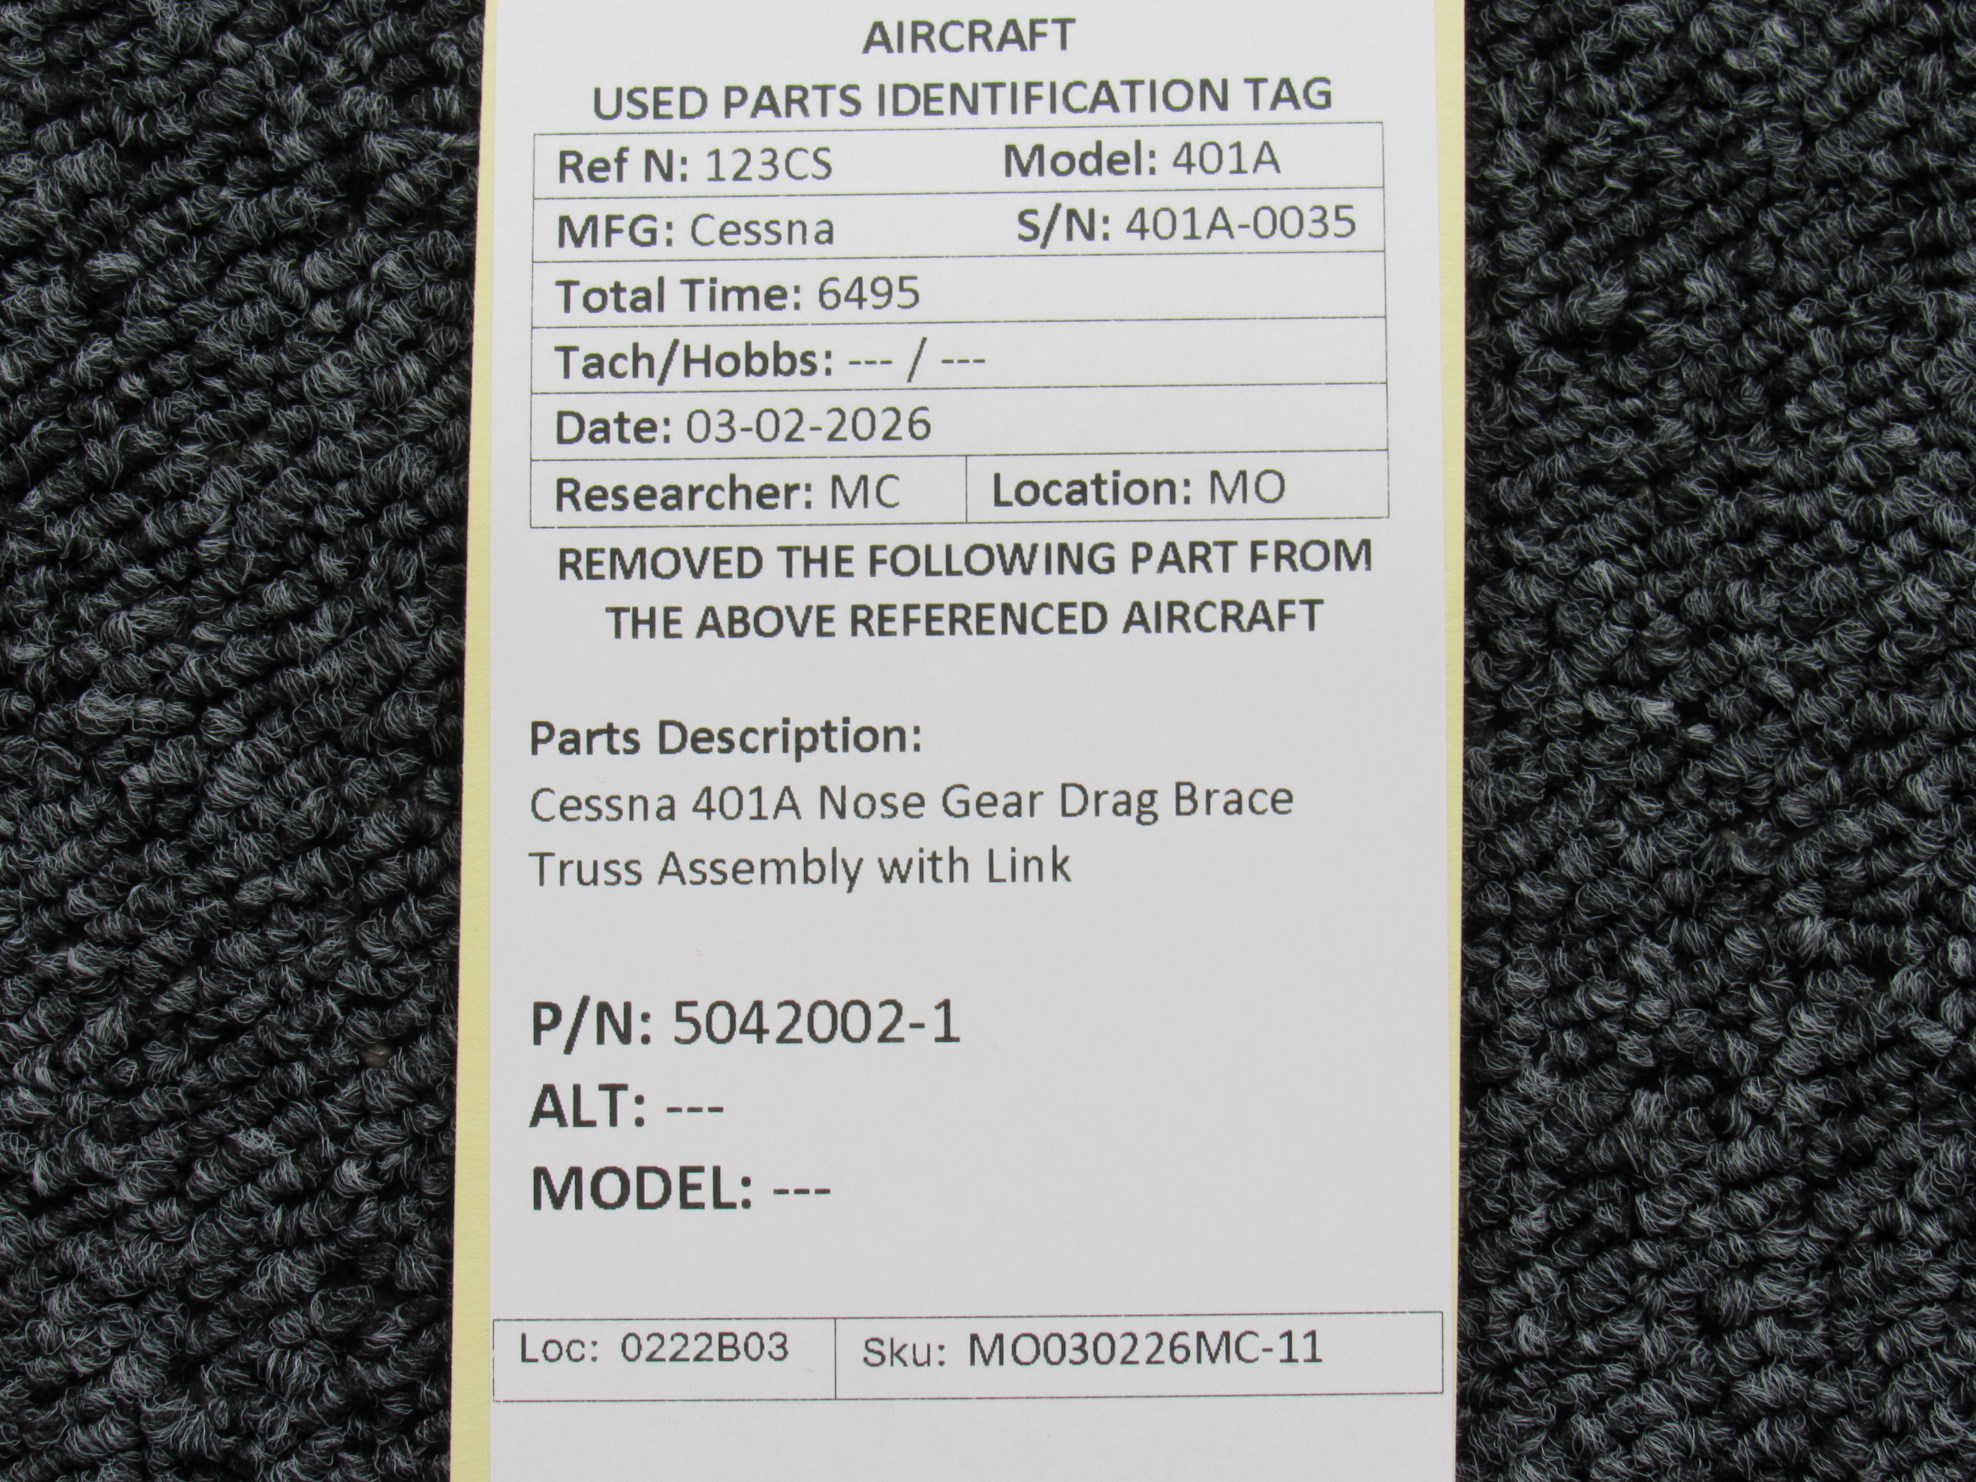 AIRCRAFT
USED PARTS IDENTIFICATION TAG
Ref N: 123CS Model: 401A
MFG: Cessna S/N: 401A-0035
Total Time: 6495
Tach/Hobbs: --- / ---
Date: 03-02-2026
Researcher: MC Location: MO
REMOVED THE FOLLOWING PART FROM
THE ABOVE REFERENCED AIRCRAFT
Parts Description:
Cessna 401A Nose Gear Drag Brace
Truss Assembly with Link
P/N: 5042002-1
ALT: ---
MODEL: ---
Loc: 0222B03 Sku: MO030226MC-11